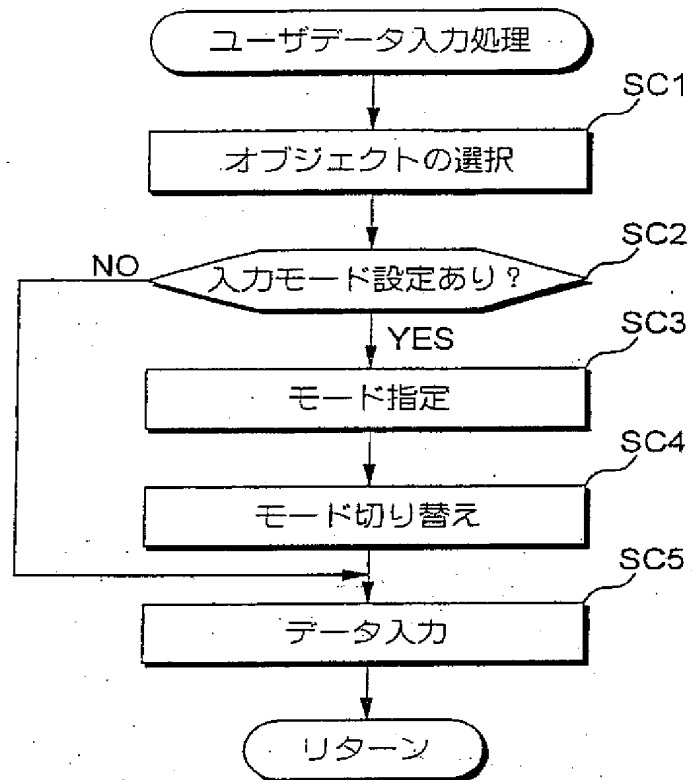 ユーザデータ入力処理
SC1
オブジェクトの選択
SC2
NO
入力モード設定あり?
YES
SC3
モード指定
SC4
モード切り替え
SC5
データ入力
リターン